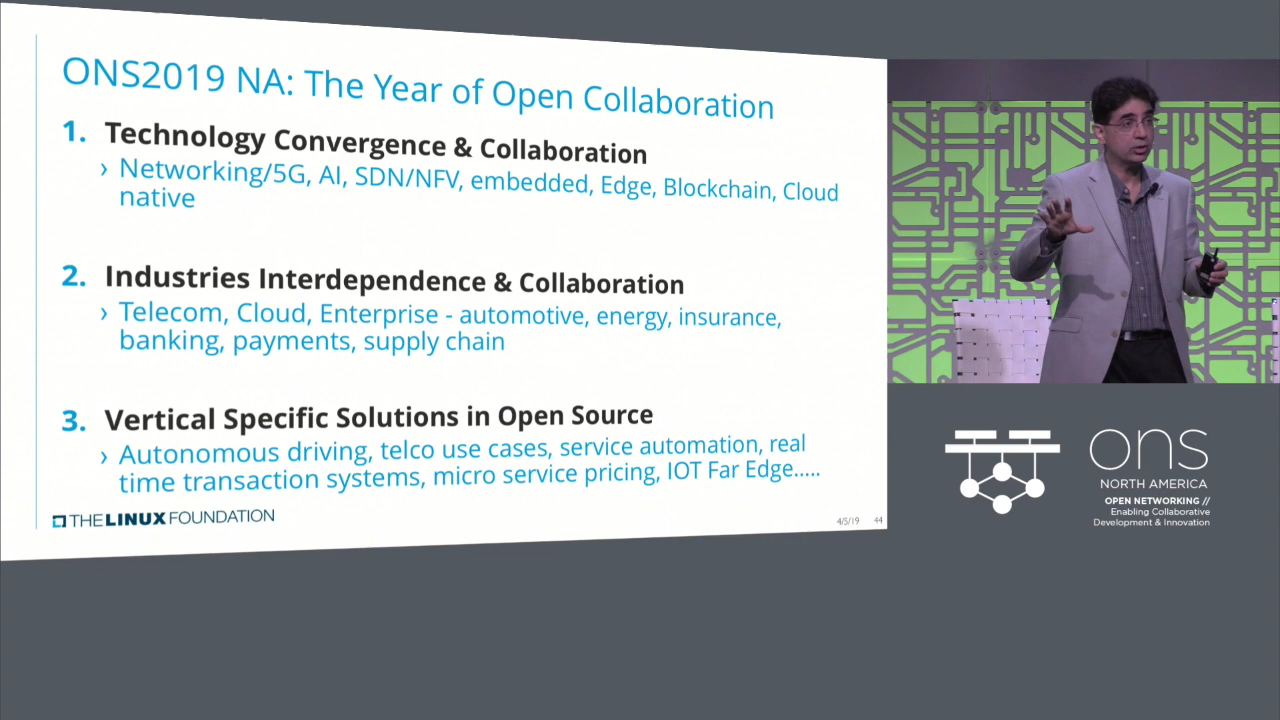 ONS2019 NA: The Year of Open Collaboration
1. Technology Convergence & Collaboration
› Networking/5G, AI, SDN/NFV, embedded, Edge, Blockchain, Cloud
native
2. Industries Interdependence & Collaboration
› Telecom, Cloud, Enterprise - automotive, energy, insurance,
banking, payments, supply chain
3. Vertical Specific Solutions in Open Source
› Autonomous driving, telco use cases, service automation, real
time transaction systems, micro service pricing, IOT Far Edge.....
THE LINUX FOUNDATION
4/5/19 44
ons
NORTH AMERICA
OPEN NETWORKING //
Enabling Collaborative
Development & Innovation